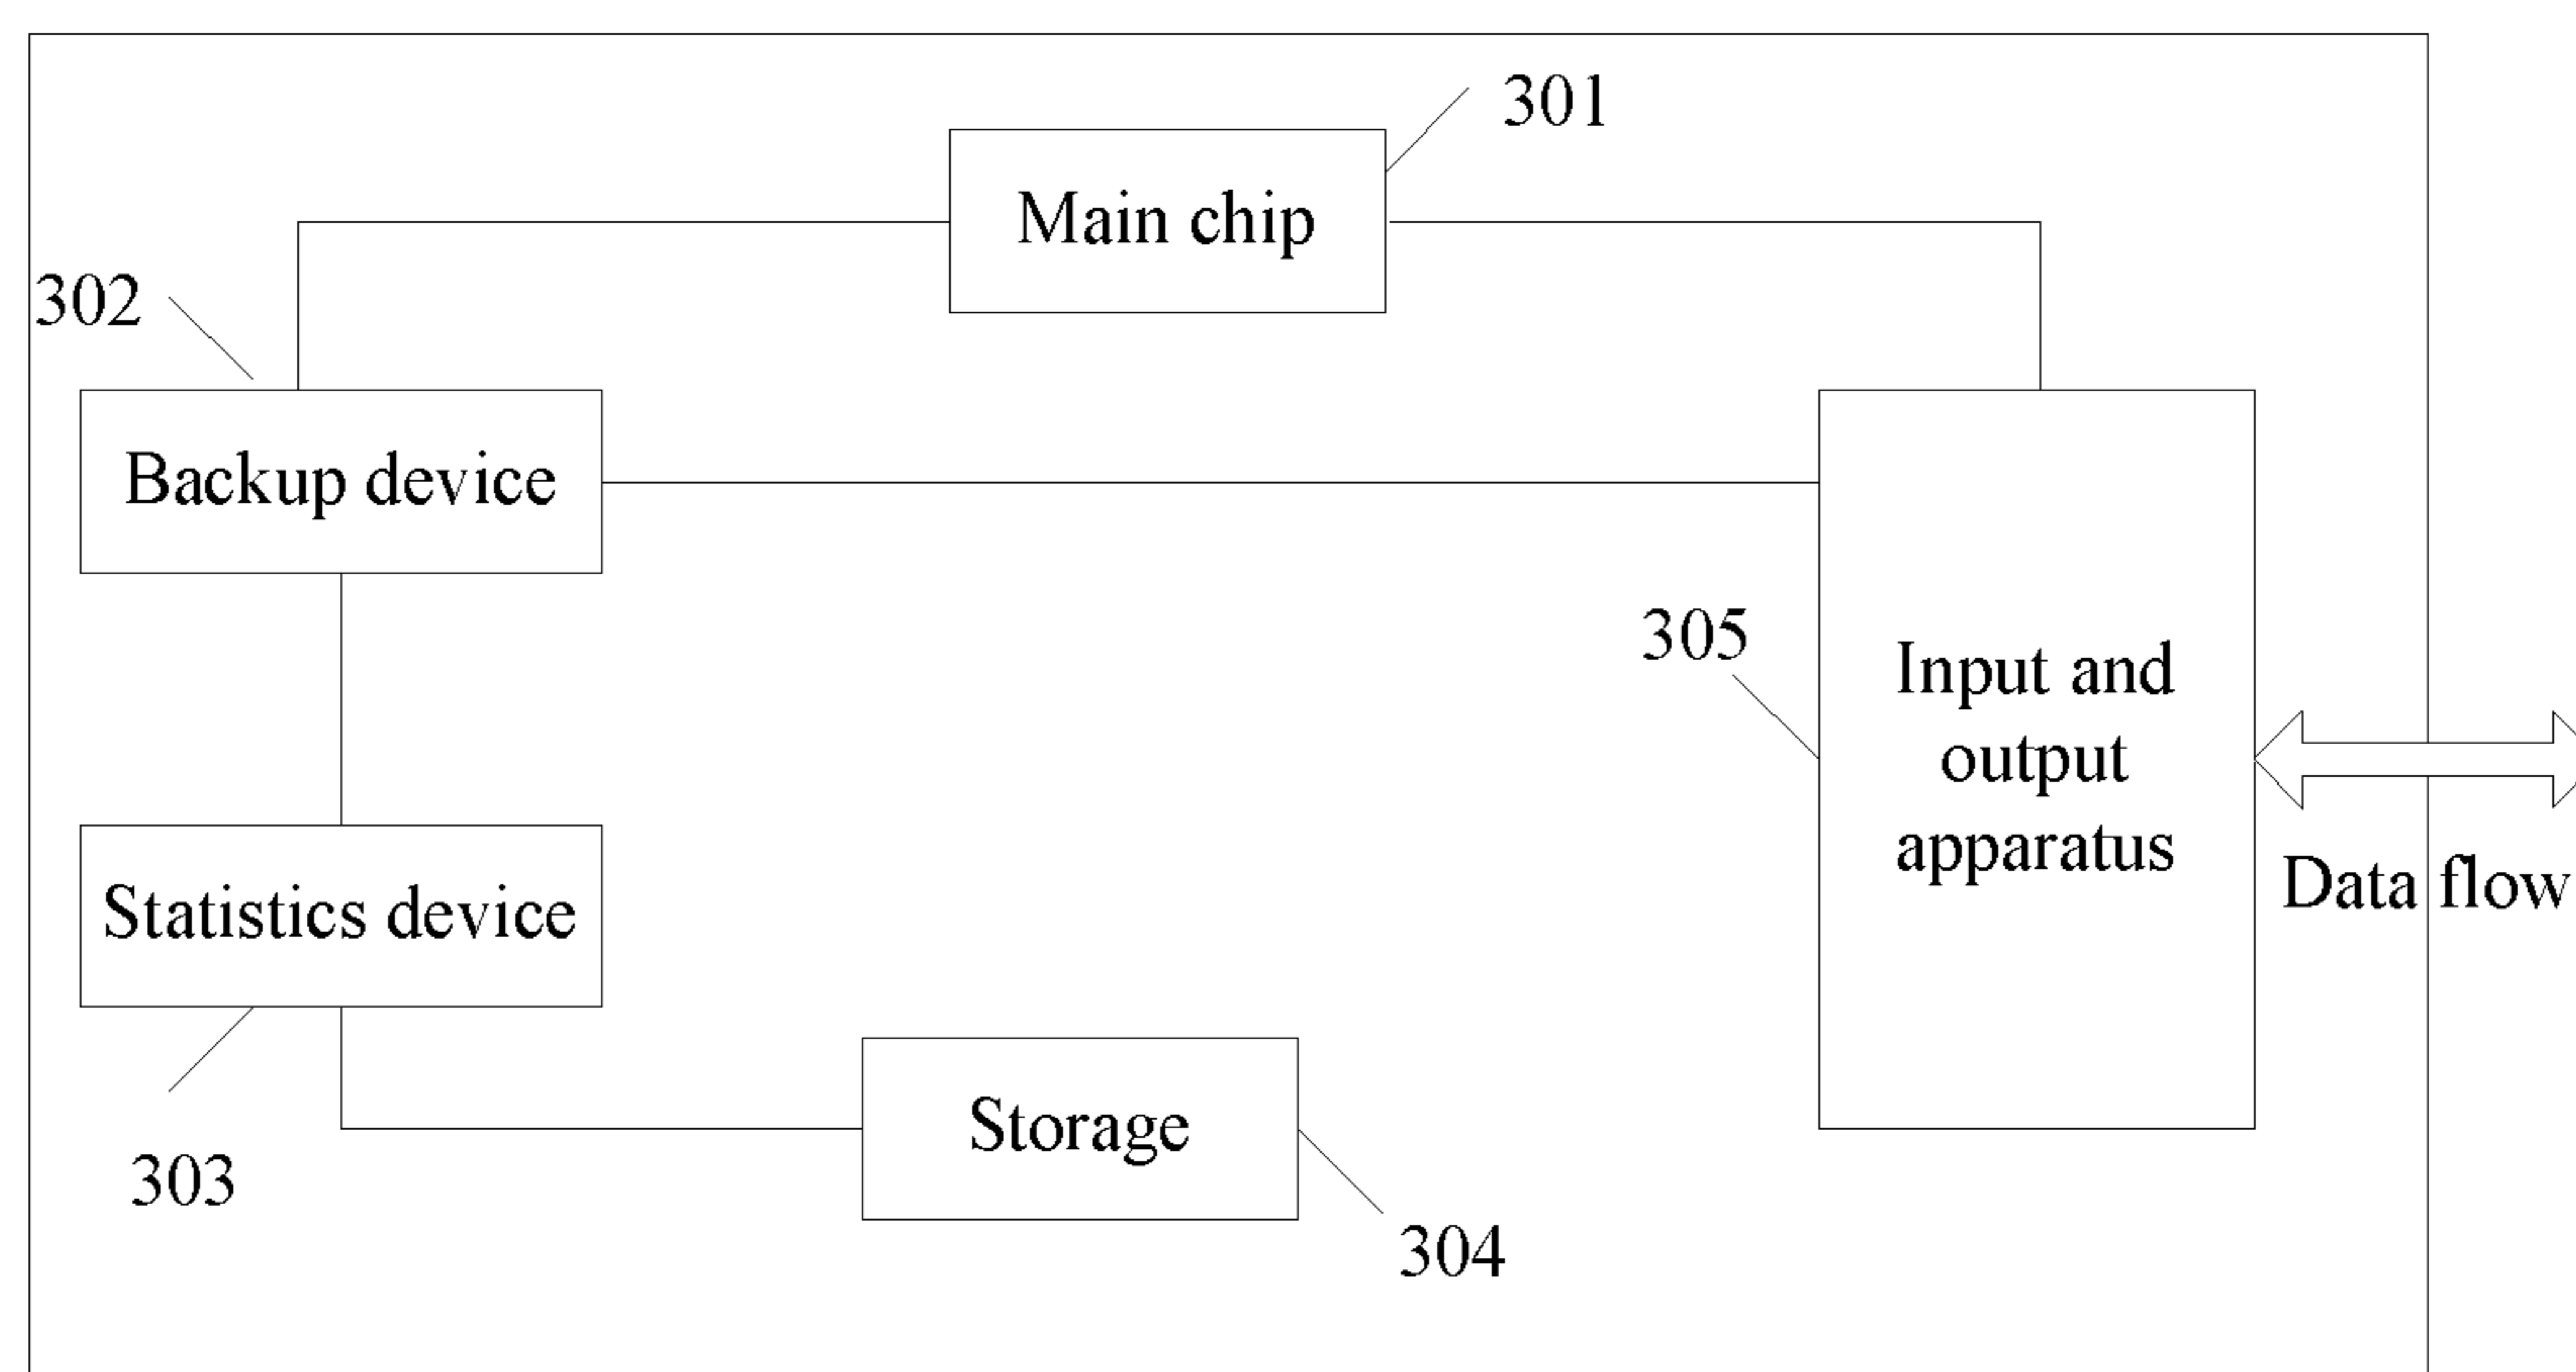 301
Main chip
302
Backup device
305
Input and
output
apparatus
Data flow
Statistics device
303
Storage
304